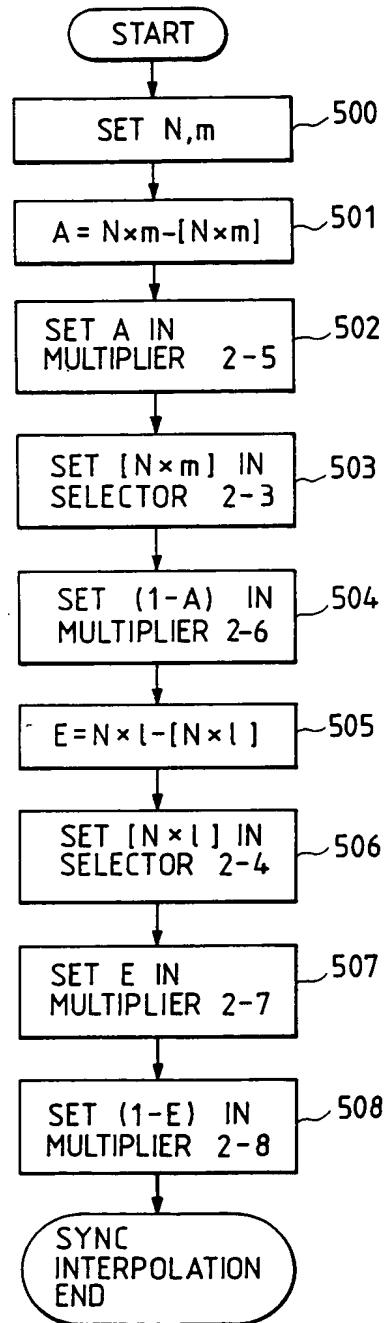 START
SET N,m
500
A = N×m-[N×m]
501
SET A IN
MULTIPLIER 2-5
502
SET [N×m] IN
SELECTOR 2-3
503
SET (1-A) IN
MULTIPLIER 2-6
504
E=N×l-[N×l]
505
SET [N×l] IN
SELECTOR 2-4
506
SET E IN
MULTIPLIER 2-7
507
SET (1-E) IN
MULTIPLIER 2-8
508
SYNC
INTERPOLATION
END